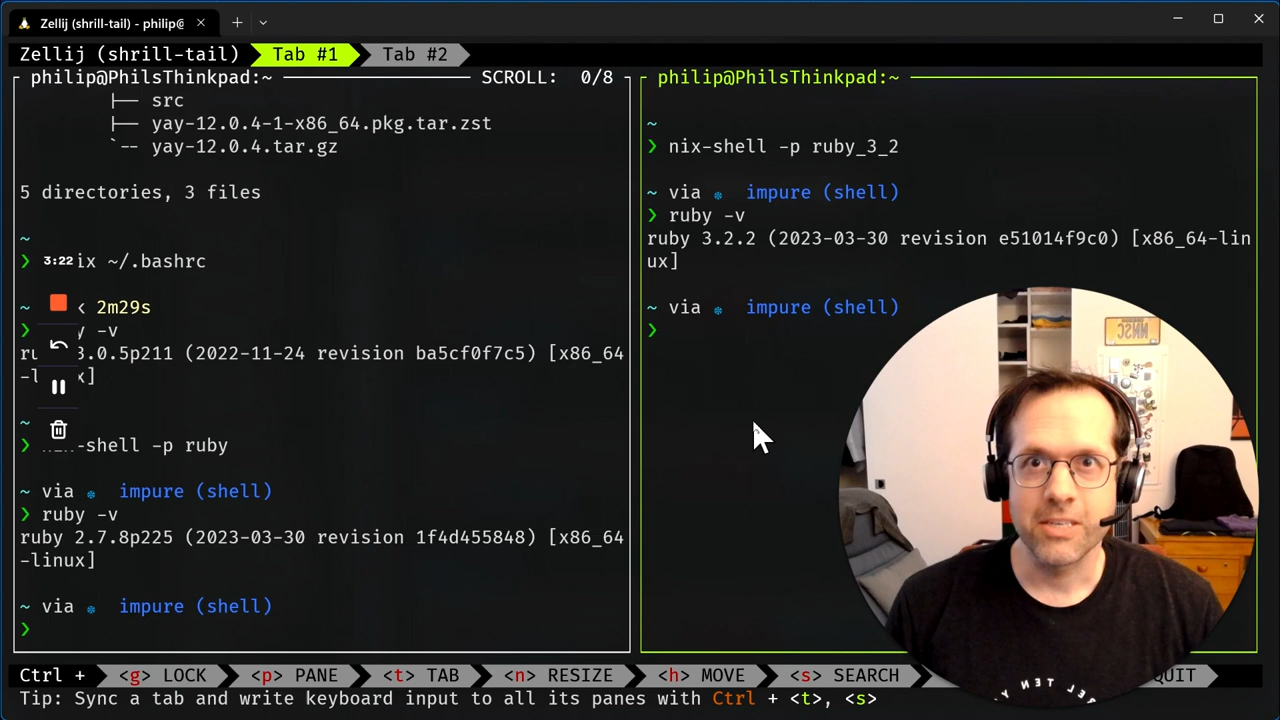 Zellij (shrill-tail) - philip@
Zellij (shrill-tail) Tab #1 Tab #2
philip@PhilsThinkpad:~ SCROLL: 0/8
├── src
├── yay-12.0.4-1-x86_64.pkg.tar.zst
`-- yay-12.0.4.tar.gz
5 directories, 3 files
~
❯ 3:22 ix ~/.bashrc
~ 2m29s
❯ y -v
ru 3.0.5p211 (2022-11-24 revision ba5cf0f7c5) [x86_64
-l x]
~
❯ -shell -p ruby
~ via ❄ impure (shell)
❯ ruby -v
ruby 2.7.8p225 (2023-03-30 revision 1f4d455848) [x86_64
-linux]
~ via ❄ impure (shell)
❯
philip@PhilsThinkpad:~
~
❯ nix-shell -p ruby_3_2
~ via ❄ impure (shell)
❯ ruby -v
ruby 3.2.2 (2023-03-30 revision e51014f9c0) [x86_64-lin
ux]
~ via ❄ impure (shell)
❯
NNSC
Ctrl + <g> LOCK <p> PANE <t> TAB <n> RESIZE <h> MOVE <s> SEARCH QUIT
Tip: Sync a tab and write keyboard input to all its panes with Ctrl + <t>, <s>